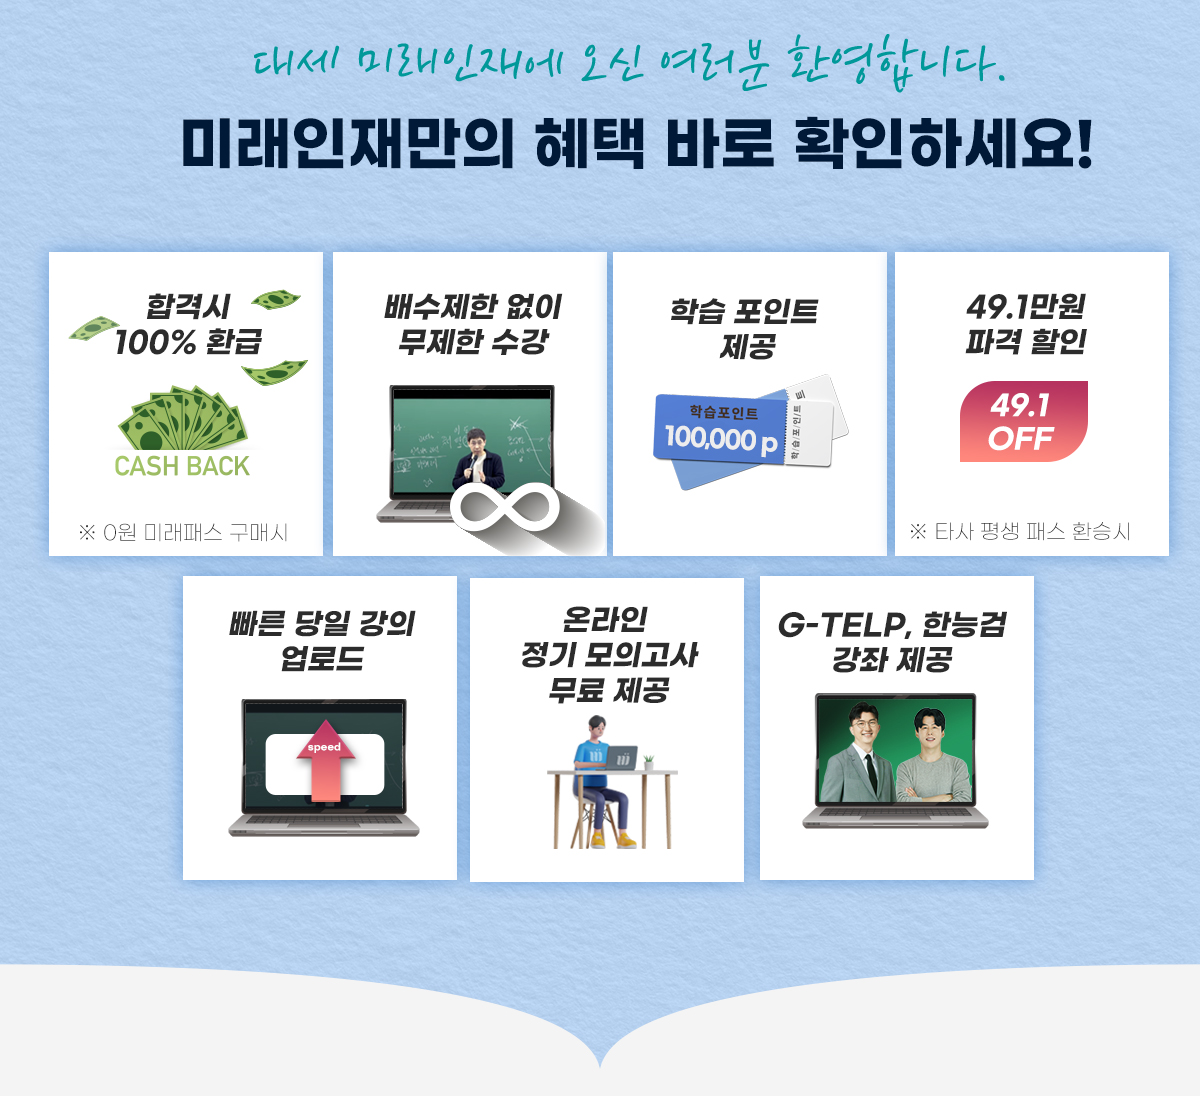 대세 미래인재에 오신 여러분 환영합니다.
미래인재만의 혜택 바로 확인하세요!
합격시
100% 환급
CASH BACK
※ 0원 미래패스 구매시
배수제한 없이
무제한 수강
학습 포인트
제공
학습포인트
100,000 p
학/습/포/인/트
트
49.1만원
파격 할인
49.1
OFF
※ 타사 평생 패스 환승시
빠른 당일 강의
업로드
speed
온라인
정기 모의고사
무료 제공
G-TELP, 한능검
강좌 제공